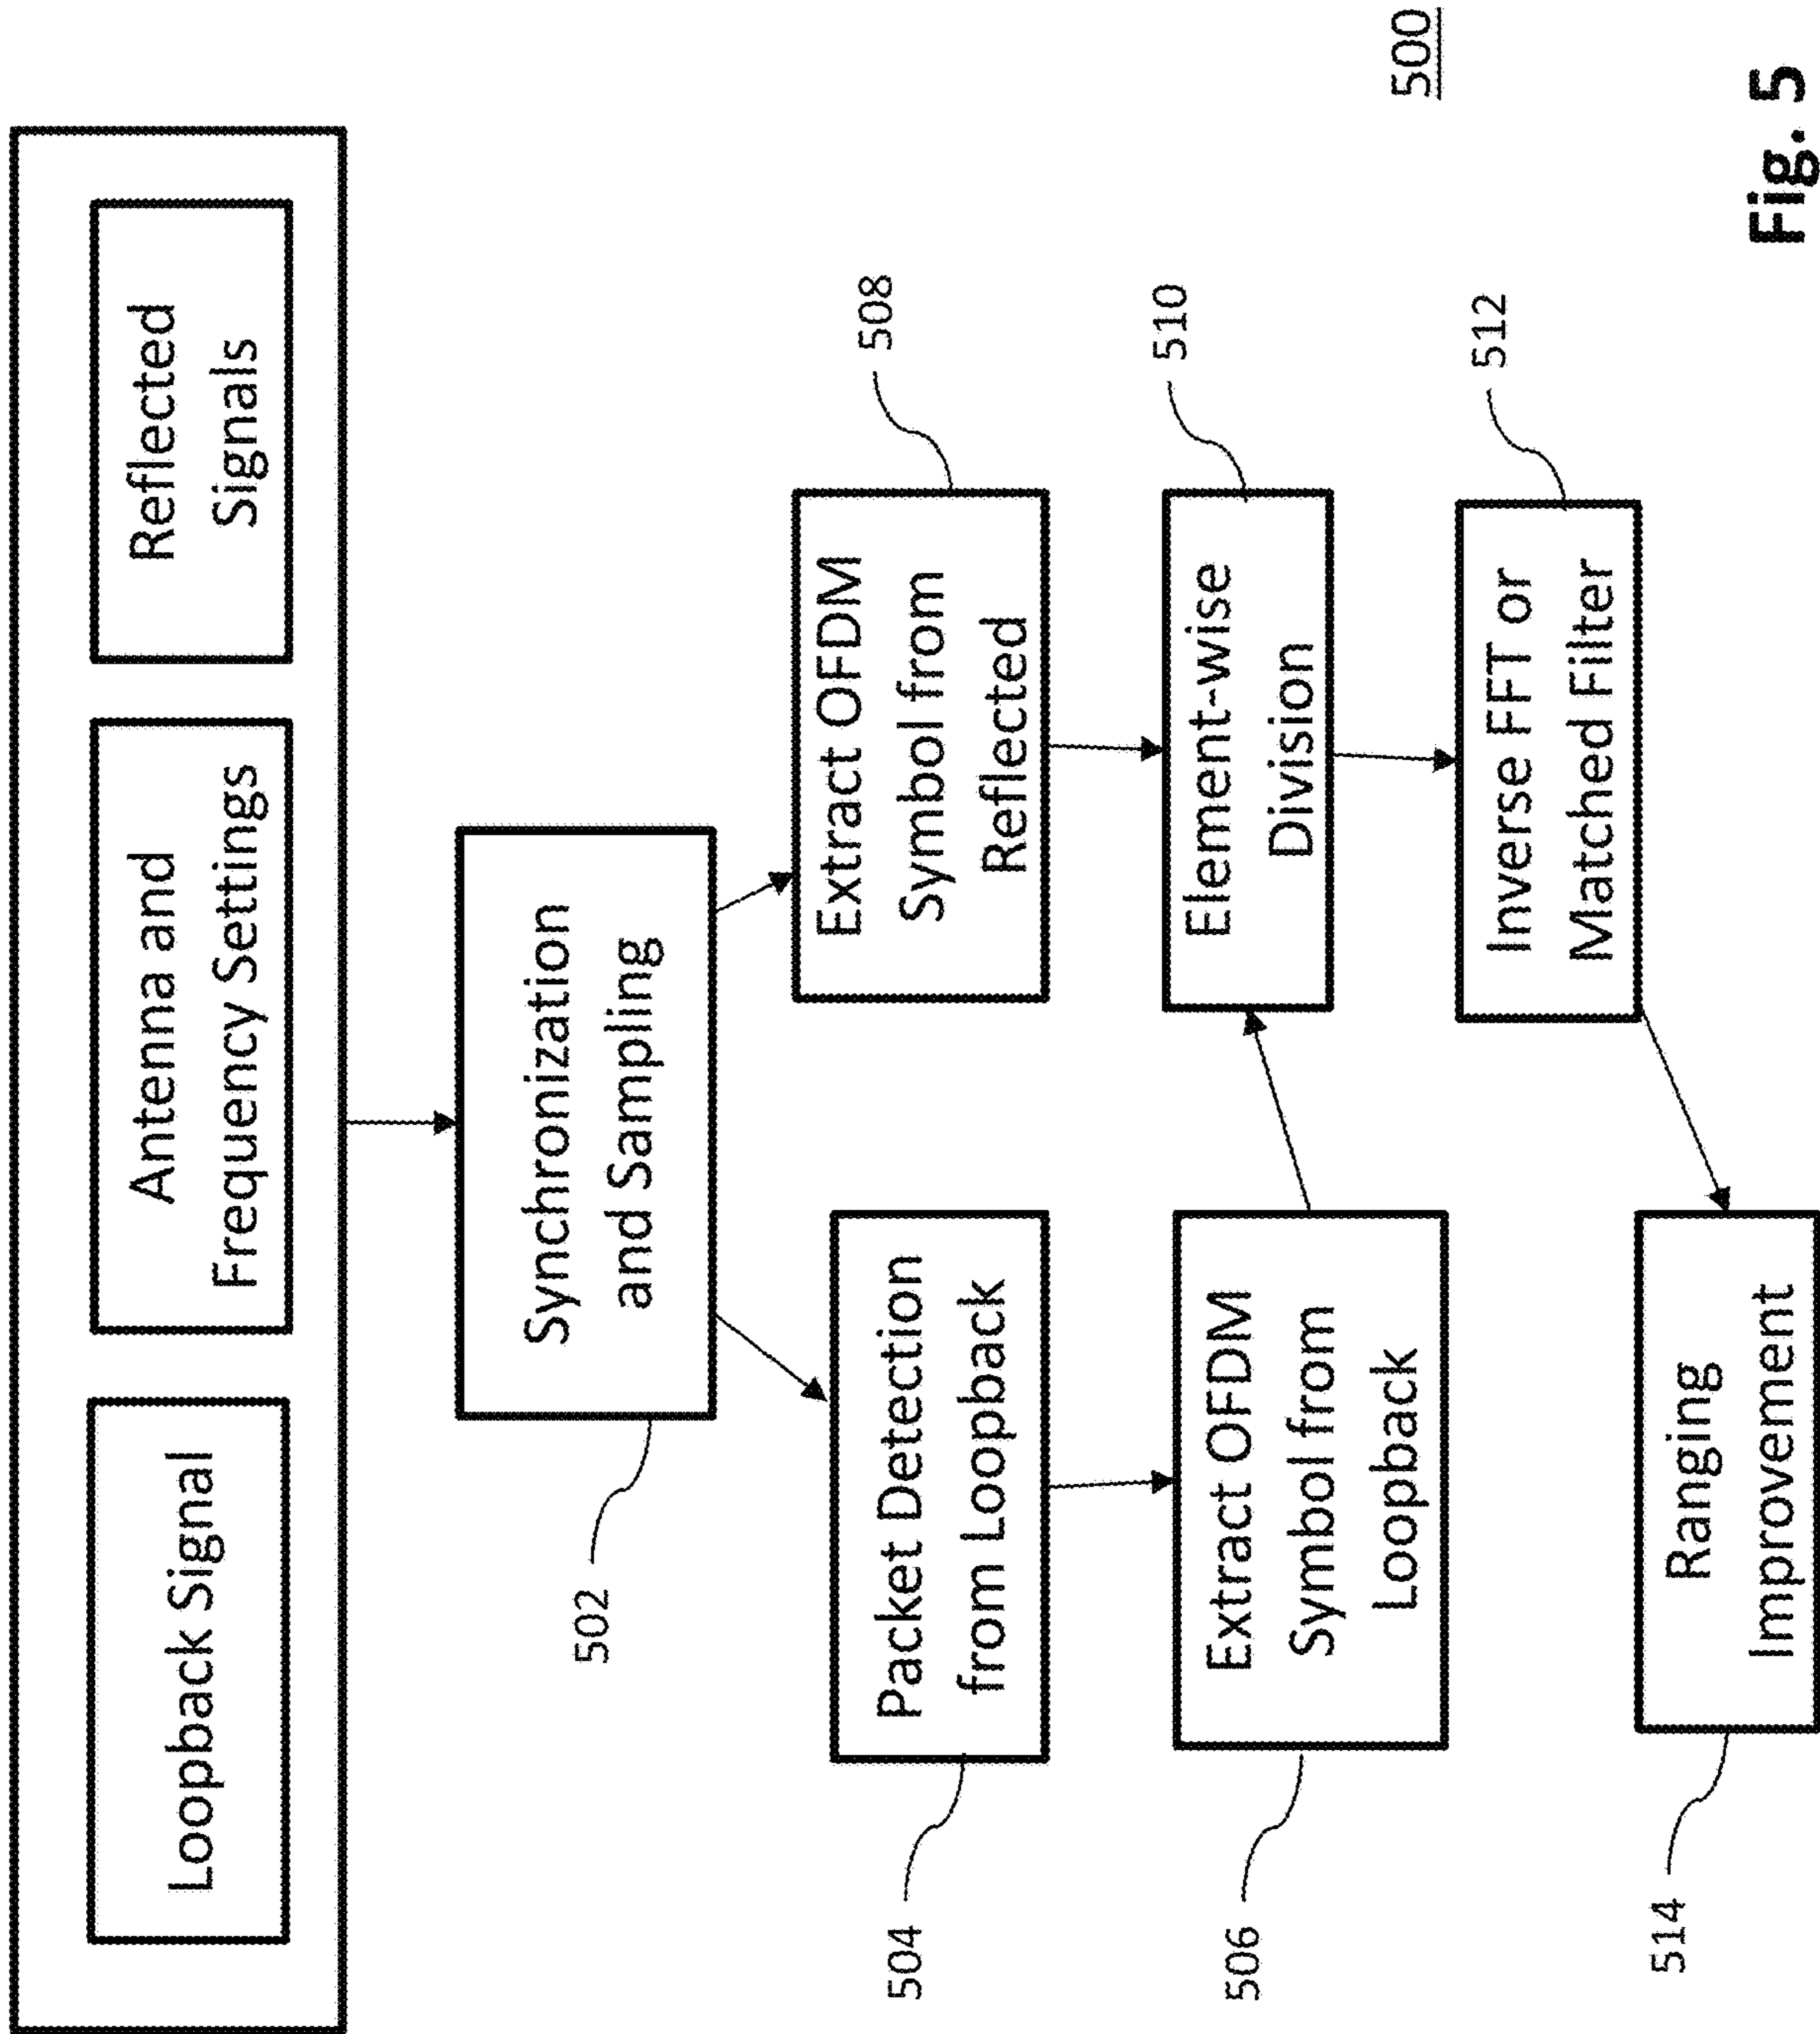 Loopback Signal
Antenna and
Frequency Settings
Reflected
Signals
502
Synchronization
and Sampling
504
Packet Detection
from Loopback
Extract OFDM
Symbol from
Reflected
508
506
Extract OFDM
Symbol from
Loopback
Element-wise
Division
510
514
Ranging
Improvement
Inverse FFT or
Matched Filter
512
500
Fig. 5